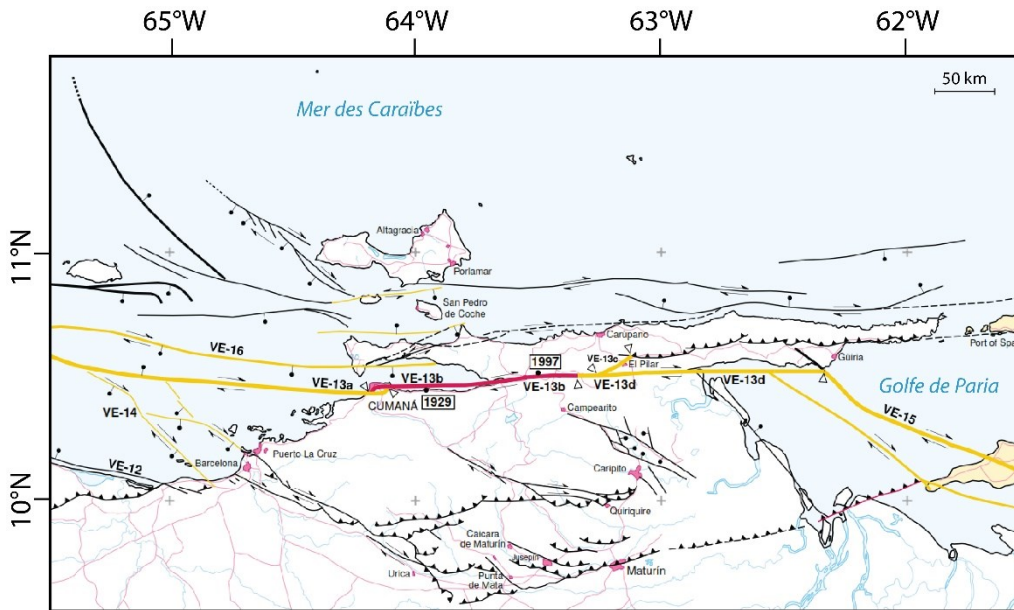 65°W
64°W
63°W
62°W
50 km
Mer des Caraïbes
11°N
Altagracia
Porlamar
San Pedro
de Coche
VE-16
Carupano
Port of Spa
1997
VE-13c
El Pilar
Güiria
VE-13a
VE-13b
VE-13b
VE-13d
VE-13d
Golfe de Paria
CUMANÁ
1929
VE-14
Campearito
VE-15
VE-12
Barcelona
Puerto La Cruz
Caripito
10°N
Quiriquire
Caicara
de Maturín
Jusepín
Urica
Punta
de Mata
Maturín